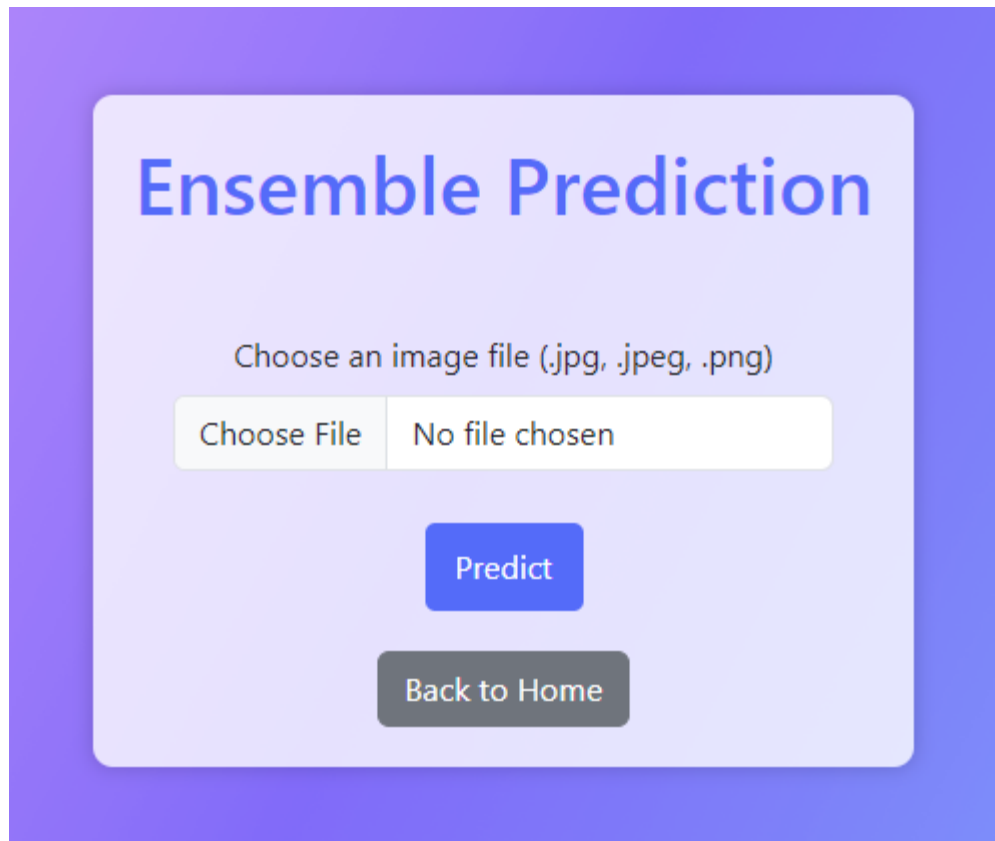 Ensemble Prediction
Choose an image file (.jpg, .jpeg, .png)
Choose File No file chosen
Predict
Back to Home